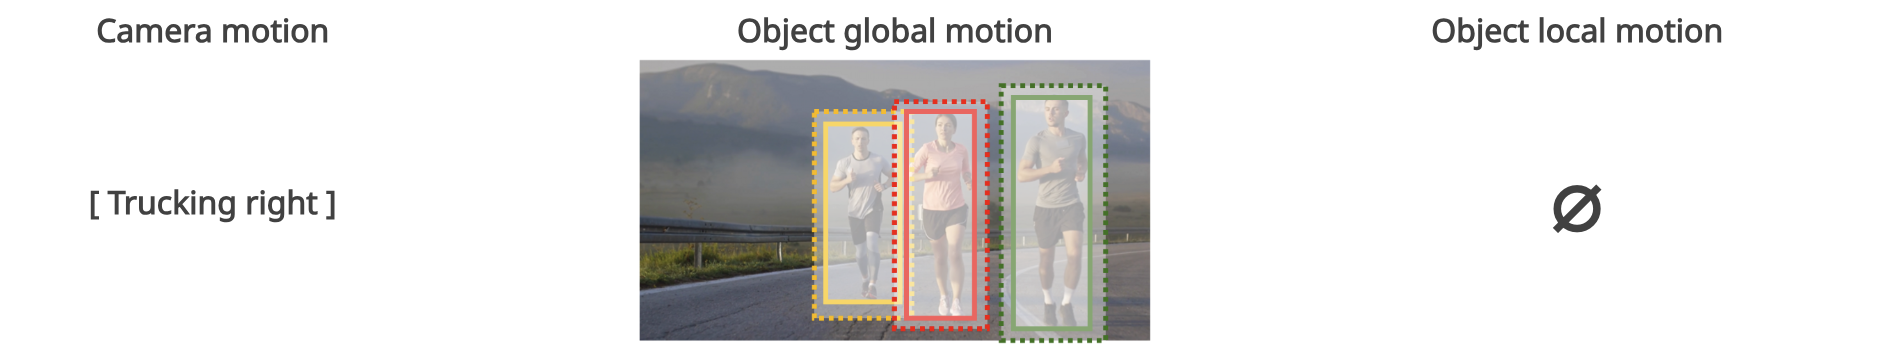 Camera motion
Object global motion
Object local motion
[ Trucking right ]
Ø